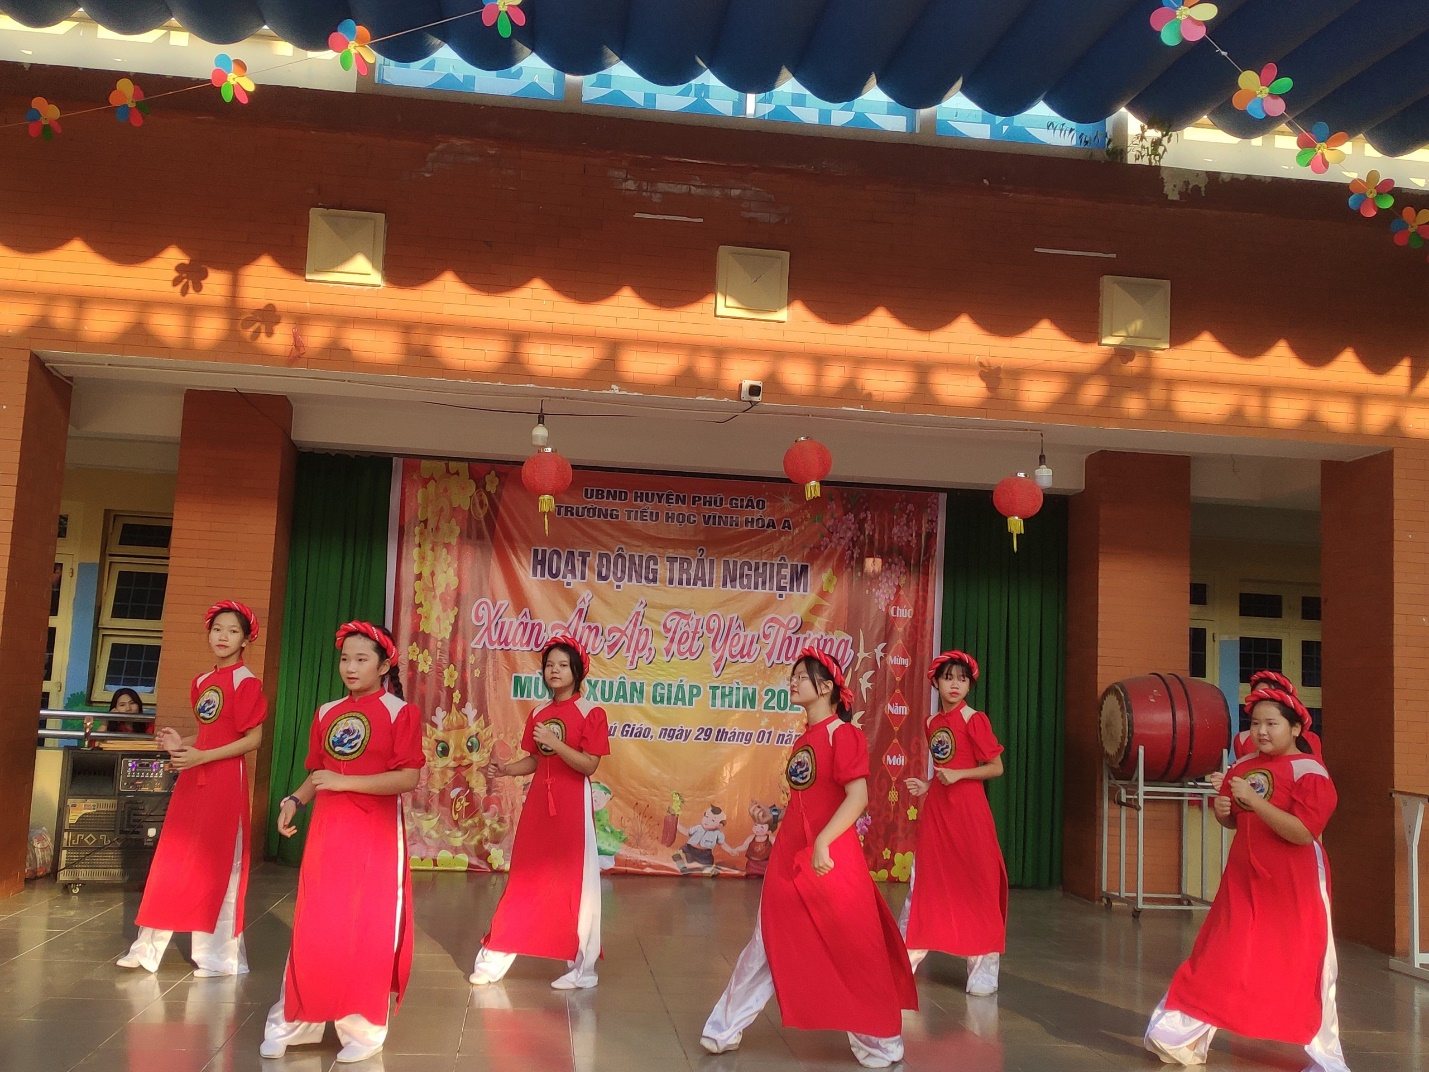 UBND HUYỆN PHÚ GIÁO
TRƯỜNG TIỂU HỌC VĨNH HÒA A
HOẠT ĐỘNG TRẢI NGHIỆM
Xuân Ấm Áp, Tết Yêu Thương
XUÂN GIÁP THÌN
Giáo, ngày 29 tháng 01
Chúc
Mừng
Năm
Mới